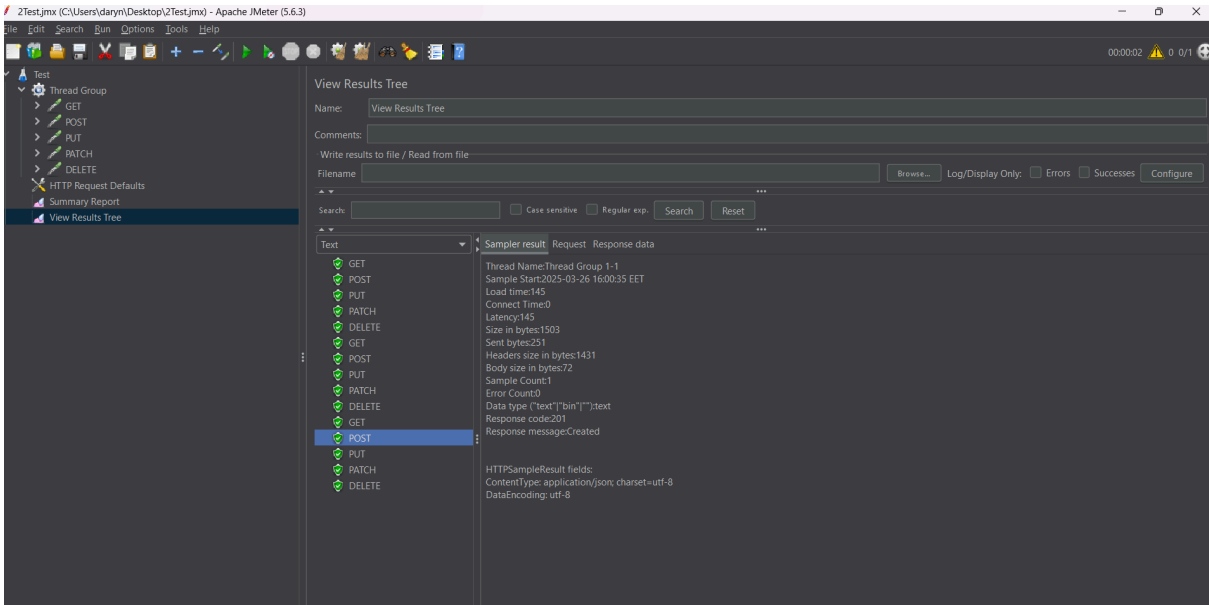 2Test.jmx (C:\Users\daryn\Desktop\2Test.jmx) - Apache JMeter (5.6.3)
File Edit Search Run Options Tools Help
00:00:02 0 0/1
Test
Thread Group
GET
POST
PUT
PATCH
DELETE
HTTP Request Defaults
Summary Report
View Results Tree
View Results Tree
Name: View Results Tree
Comments:
Write results to file / Read from file
Filename Browse... Log/Display Only: Errors Successes Configure
Search: Case sensitive Regular exp. Search Reset
Text
GET
POST
PUT
PATCH
DELETE
GET
POST
PUT
PATCH
DELETE
GET
POST
PUT
PATCH
DELETE
Sampler result Request Response data
Thread Name:Thread Group 1-1
Sample Start:2025-03-26 16:00:35 EET
Load time:145
Connect Time:0
Latency:145
Size in bytes:1503
Sent bytes:251
Headers size in bytes:1431
Body size in bytes:72
Sample Count:1
Error Count:0
Data type ("text"|"bin"|""):text
Response code:201
Response message:Created
HTTPSampleResult fields:
ContentType: application/json; charset=utf-8
DataEncoding: utf-8